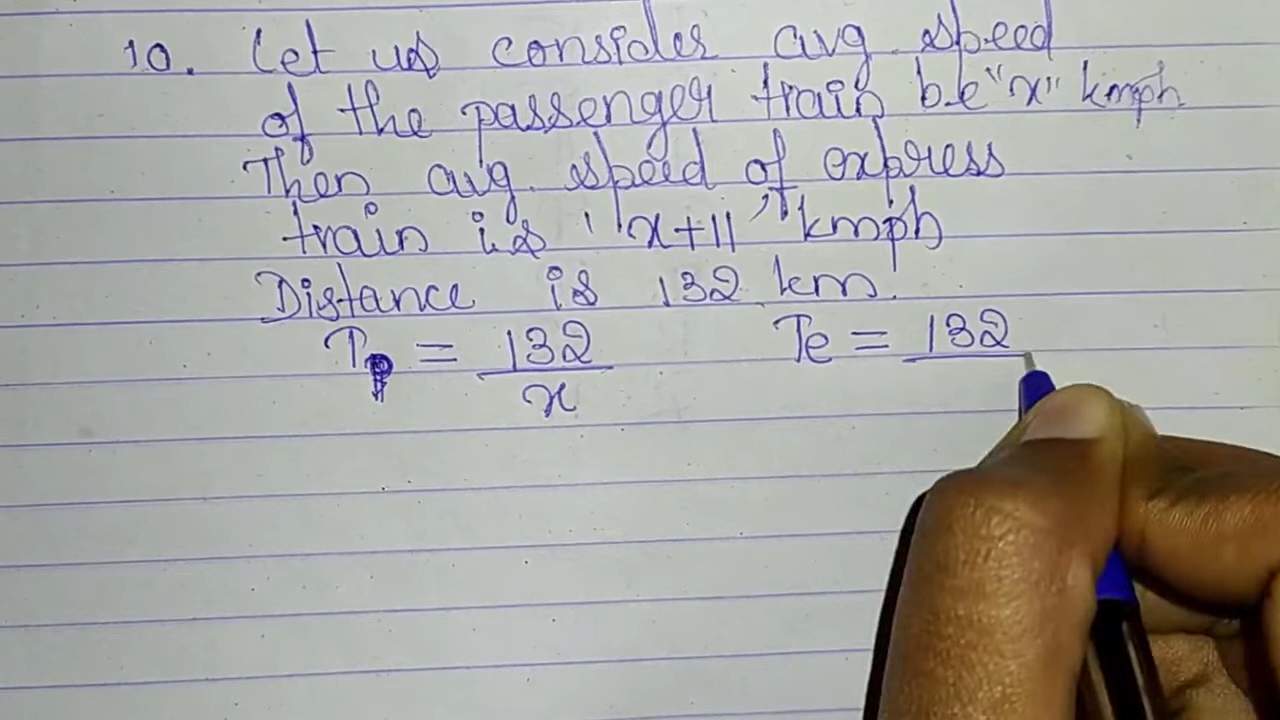 10. Let us consider avg. speed
of the passenger train be "x" kmph
Then avg. speed of express
train is "x+11" kmph
Distance is 132 km.
Tp = 132/x Te = 132